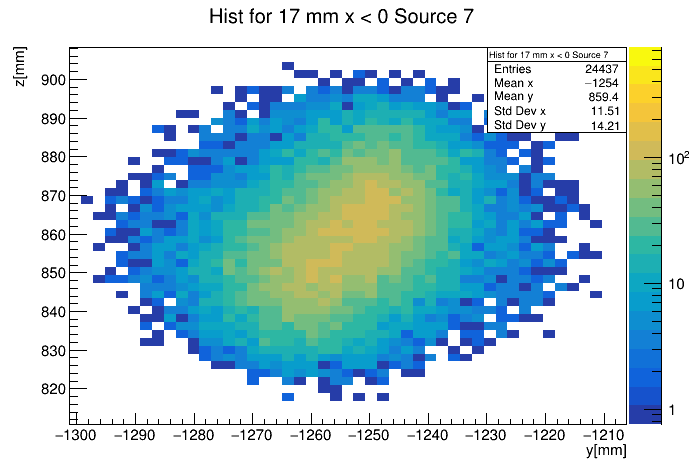 Hist for 17 mm x < 0 Source 7
z[mm]
Hist for 17 mm x < 0 Source 7
Entries 24437
Mean x −1254
Mean y 859.4
Std Dev x 11.51
Std Dev y 14.21
900
890
880
870
860
850
840
830
820
10²
10
1
−1300 −1290 −1280 −1270 −1260 −1250 −1240 −1230 −1220 −1210
y[mm]